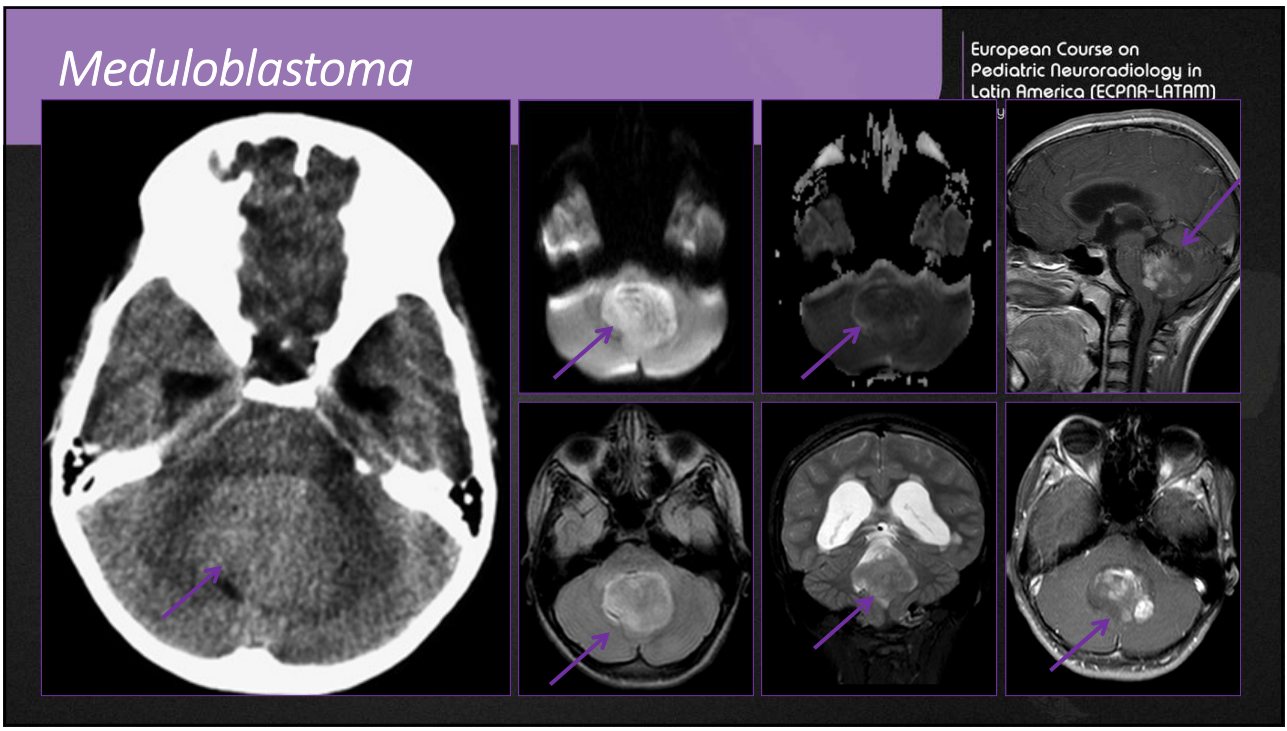 Meduloblastoma
European Course on
Pediatric Neuroradiology in
Latin America (ECPNR-LATAM)